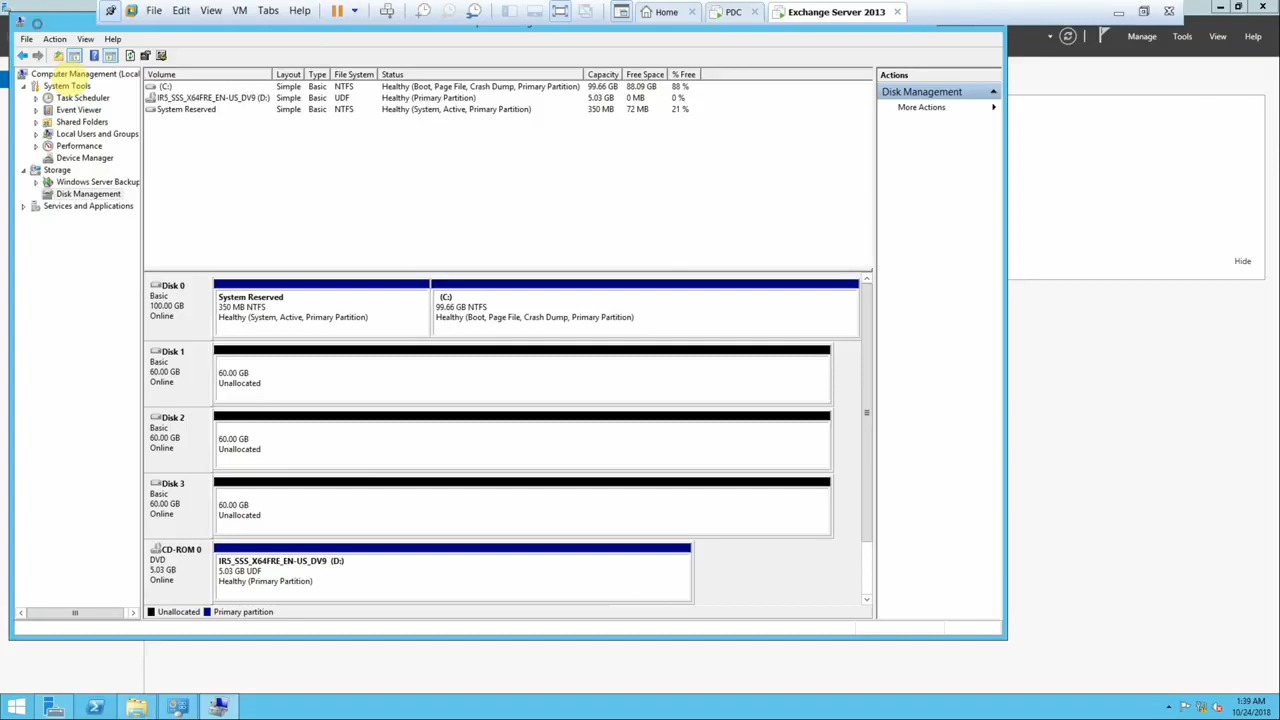 File Edit View VM Tabs Help
Home PDC Exchange Server 2013
Manage Tools View Help
File Action View Help
Computer Management (Local
System Tools
Task Scheduler
Event Viewer
Shared Folders
Local Users and Groups
Performance
Device Manager
Storage
Windows Server Backup
Disk Management
Services and Applications
Volume Layout Type File System Status Capacity Free Space % Free
(C:) Simple Basic NTFS Healthy (Boot, Page File, Crash Dump, Primary Partition) 99.66 GB 88.09 GB 88 %
IR5_SSS_X64FRE_EN-US_DV9 (D:) Simple Basic UDF Healthy (Primary Partition) 5.03 GB 0 MB 0 %
System Reserved Simple Basic NTFS Healthy (System, Active, Primary Partition) 350 MB 72 MB 21 %
Actions
Disk Management
More Actions
Hide
Disk 0
Basic
100.00 GB
Online
System Reserved
350 MB NTFS
Healthy (System, Active, Primary Partition)
(C:)
99.66 GB NTFS
Healthy (Boot, Page File, Crash Dump, Primary Partition)
Disk 1
Basic
60.00 GB
Online
60.00 GB
Unallocated
Disk 2
Basic
60.00 GB
Online
60.00 GB
Unallocated
Disk 3
Basic
60.00 GB
Online
60.00 GB
Unallocated
CD-ROM 0
DVD
5.03 GB
Online
IR5_SSS_X64FRE_EN-US_DV9 (D:)
5.03 GB UDF
Healthy (Primary Partition)
Unallocated Primary partition
1:39 AM
10/24/2018